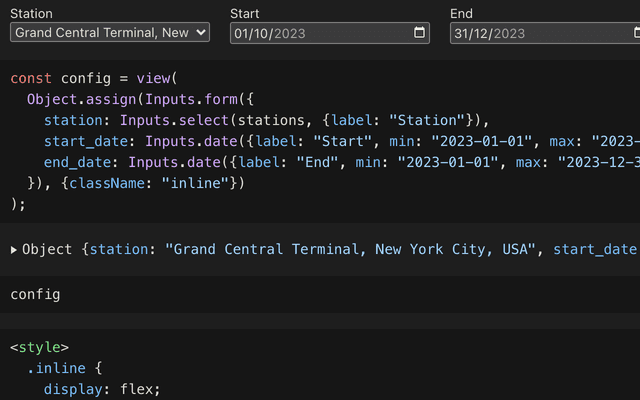 Station Start End
Grand Central Terminal, New 01/10/2023 31/12/2023
const config = view(
  Object.assign(Inputs.form({
    station: Inputs.select(stations, {label: "Station"}),
    start_date: Inputs.date({label: "Start", min: "2023-01-01", max: "2023-
    end_date: Inputs.date({label: "End", min: "2023-01-01", max: "2023-12-3
  }), {className: "inline"})
);
Object {station: "Grand Central Terminal, New York City, USA", start_date
config
<style>
  .inline {
    display: flex;